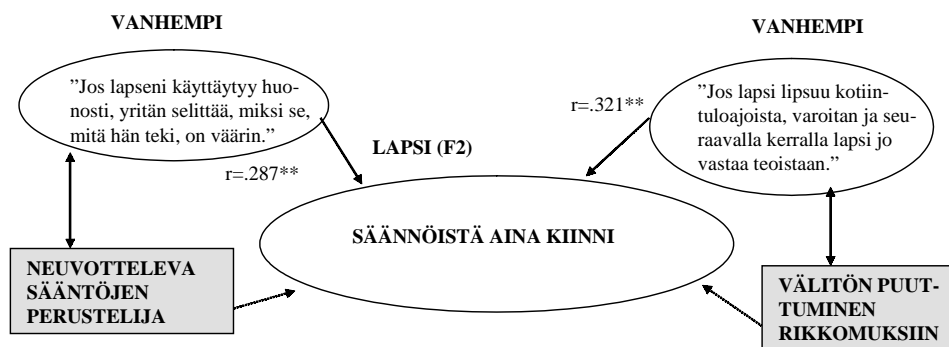 VANHEMPI
”Jos lapseni käyttäytyy huo-
nosti, yritän selittää, miksi se,
mitä hän teki, on väärin.”
r=.287**
VANHEMPI
”Jos lapsi lipsuu kotiin-
tuloajoista, varoitan ja seu-
raavalla kerralla lapsi jo
vastaa teoistaan.”
r=.321**
LAPSI (F2)
SÄÄNNÖISTÄ AINA KIINNI
NEUVOTTELEVA
SÄÄNTÖJEN
PERUSTELIJA
VÄLITÖN PUUT-
TUMINEN
RIKKOMUKSIIN